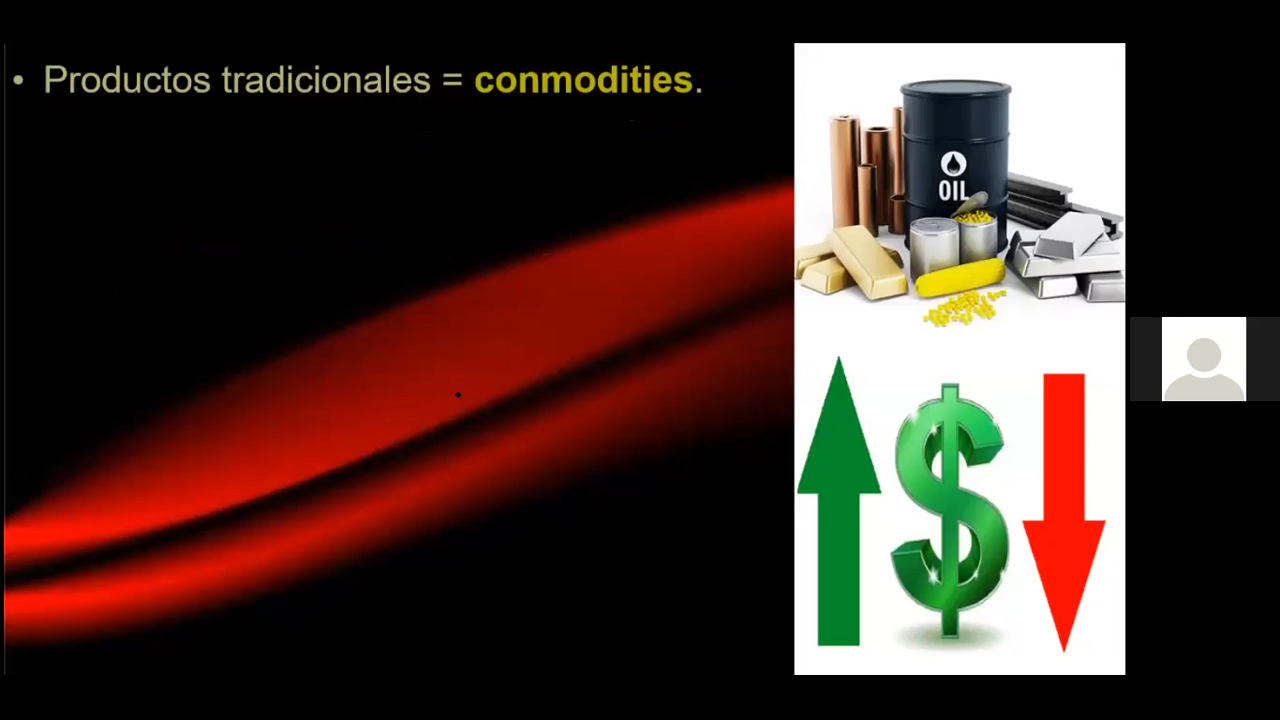 • Productos tradicionales = conmodities.
OIL